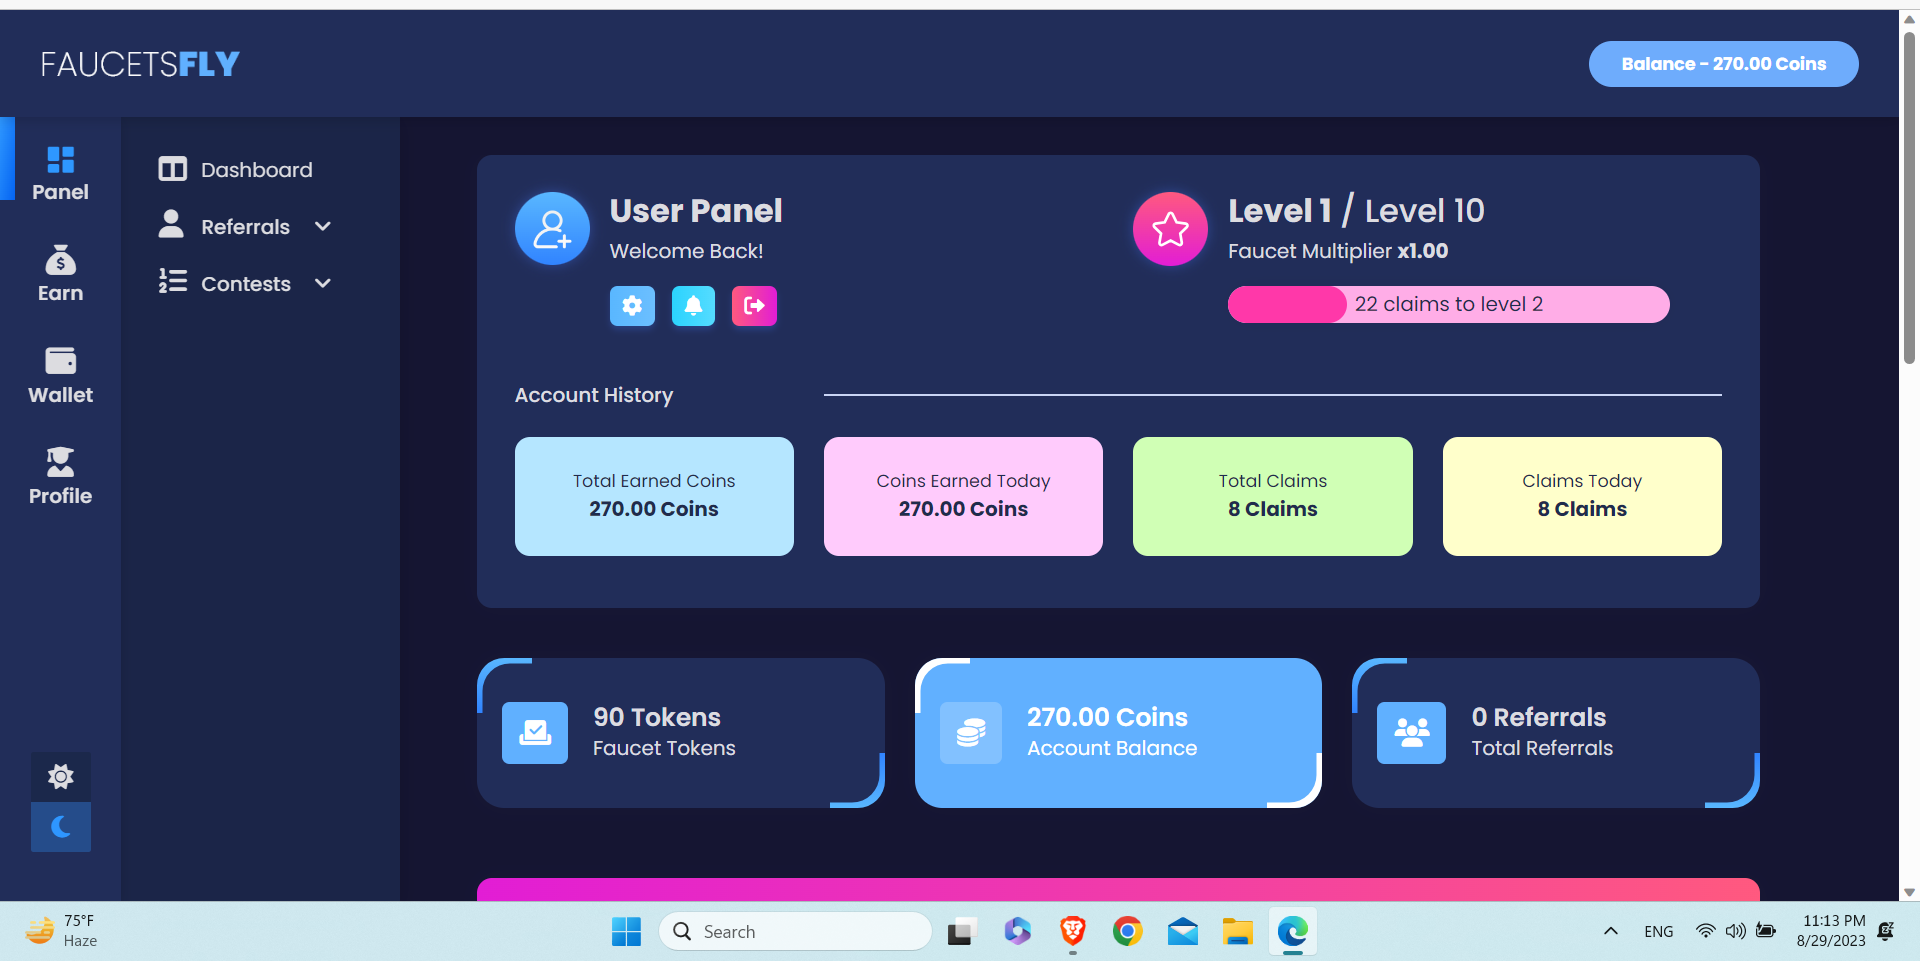 FAUCETSFLY
Balance - 270.00 Coins
Panel
Earn
Wallet
Profile
Dashboard
Referrals
Contests
User Panel
Welcome Back!
Level 1 / Level 10
Faucet Multiplier x1.00
22 claims to level 2
Account History
Total Earned Coins
270.00 Coins
Coins Earned Today
270.00 Coins
Total Claims
8 Claims
Claims Today
8 Claims
90 Tokens
Faucet Tokens
270.00 Coins
Account Balance
0 Referrals
Total Referrals
75°F
Haze
Search
ENG
11:13 PM
8/29/2023